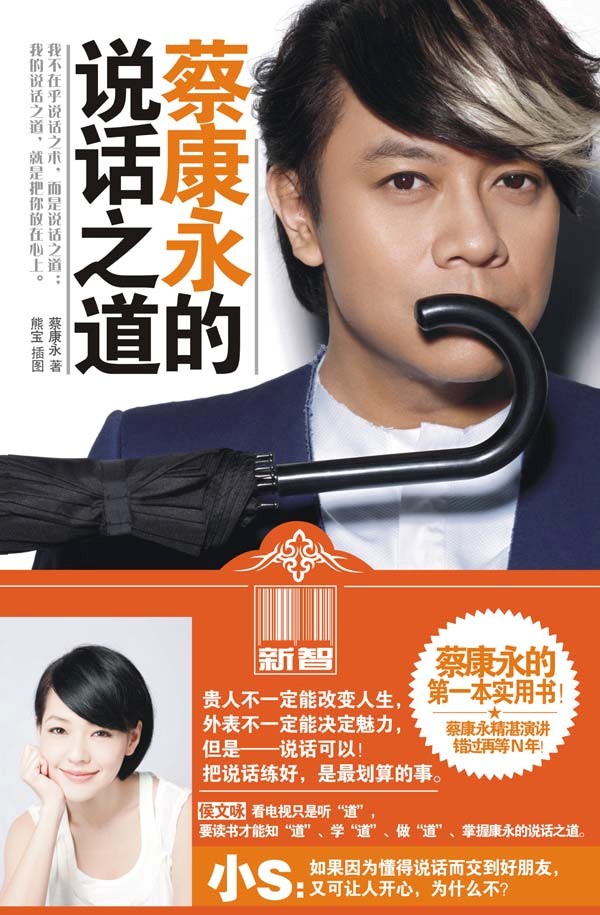 蔡康永的
说话之道
我不在乎说话之术，而是说话之道；
我的说话之道，就是把你放在心上。
蔡康永 著
熊宝 插图
新智
蔡康永的
第一本实用书！
蔡康永精湛演讲
错过再等N年！
贵人不一定能改变人生，
外表不一定能决定魅力，
但是——说话可以！
把说话练好，是最划算的事。
侯文咏 看电视只是听“道”，
要读书才能知“道”、学“道”、做“道”、掌握康永的说话之道。
小S：如果因为懂得说话而交到好朋友，
又可让人开心，为什么不？